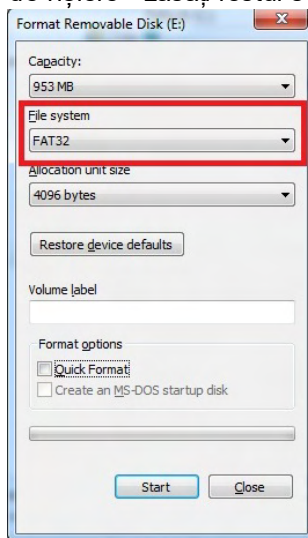 Format Removable Disk (E:)
Capacity:
953 MB
File system
FAT32
Allocation unit size
4096 bytes
Restore device defaults
Volume label
Format options
Quick Format
Create an MS-DOS startup disk
Start Close